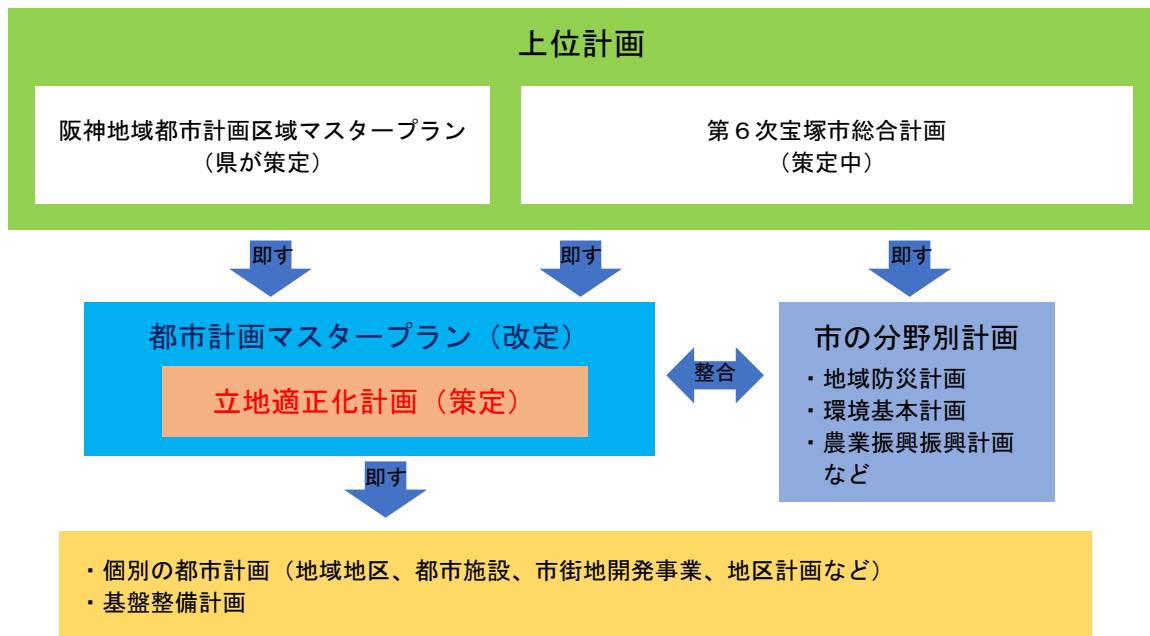 上位計画
阪神地域都市計画区域マスタープラン
（県が策定）
第６次宝塚市総合計画
（策定中）
即す
即す
即す
都市計画マスタープラン（改定）
立地適正化計画（策定）
整合
市の分野別計画
・地域防災計画
・環境基本計画
・農業振興振興計画
など
即す
・個別の都市計画（地域地区、都市施設、市街地開発事業、地区計画など）
・基盤整備計画